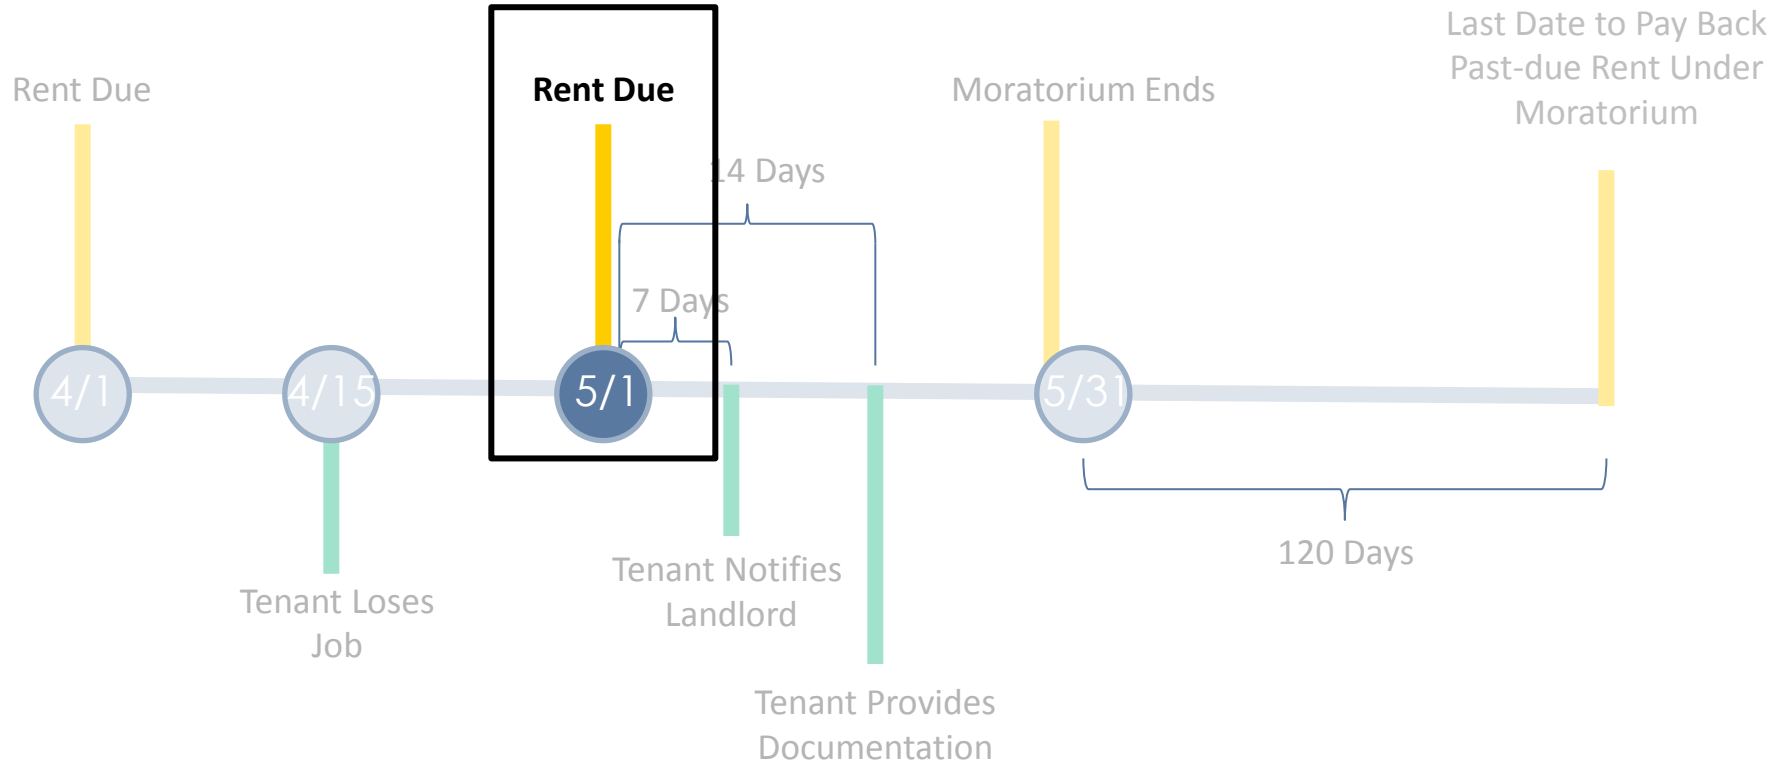 Last Date to Pay Back
Past-due Rent Under
Moratorium
Rent Due
Rent Due
Moratorium Ends
14 Days
7 Days
4/1
4/15
5/1
5/31
120 Days
Tenant Notifies
Landlord
Tenant Loses
Job
Tenant Provides
Documentation